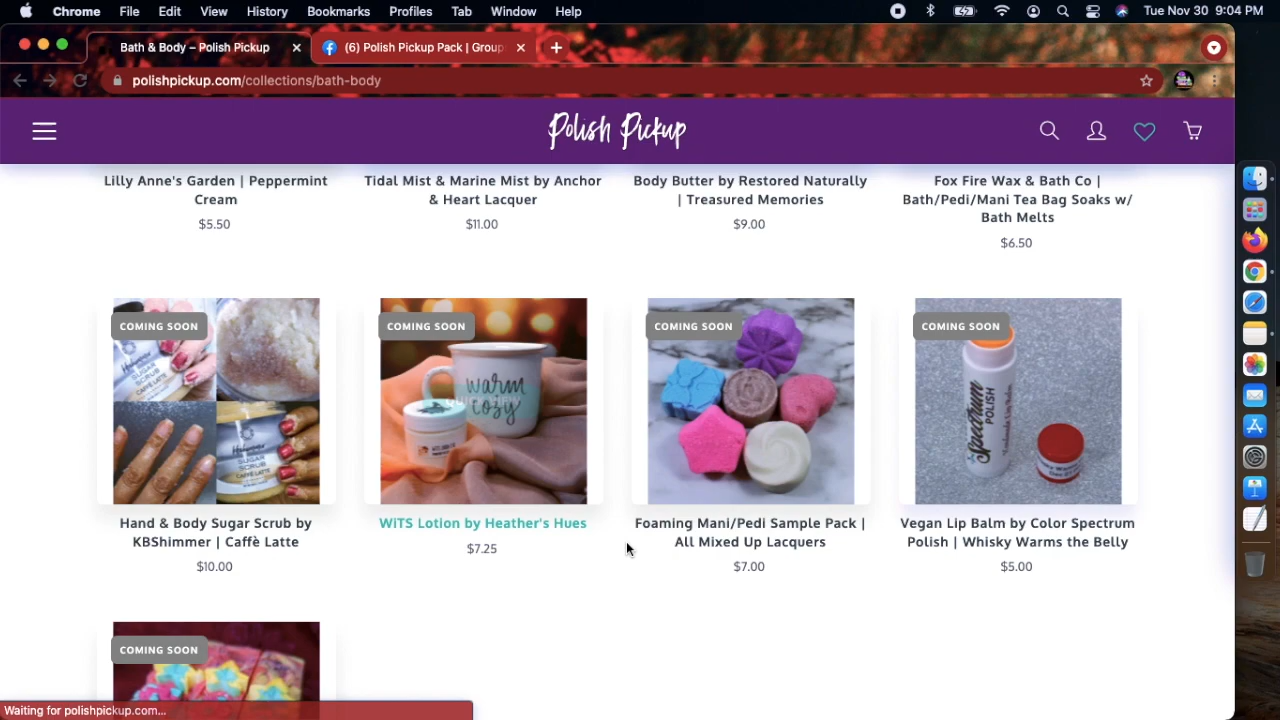 Chrome File Edit View History Bookmarks Profiles Tab Window Help Tue Nov 30 9:04 PM
Bath & Body – Polish Pickup (6) Polish Pickup Pack | Group
polishpickup.com/collections/bath-body
Polish Pickup
Lilly Anne's Garden | Peppermint
Cream
$5.50
Tidal Mist & Marine Mist by Anchor
& Heart Lacquer
$11.00
Body Butter by Restored Naturally
| Treasured Memories
$9.00
Fox Fire Wax & Bath Co |
Bath/Pedi/Mani Tea Bag Soaks w/
Bath Melts
$6.50
COMING SOON
SUGAR
SCRUB
CAFFÈ LATTE
Hand & Body Sugar Scrub by
KBShimmer | Caffè Latte
$10.00
COMING SOON
warm
cozy
WiTS Lotion by Heather's Hues
$7.25
COMING SOON
Foaming Mani/Pedi Sample Pack |
All Mixed Up Lacquers
$7.00
COMING SOON
Spectrum
POLISH
Vegan Lip Balm by Color Spectrum
Polish | Whisky Warms the Belly
$5.00
COMING SOON
Waiting for polishpickup.com...